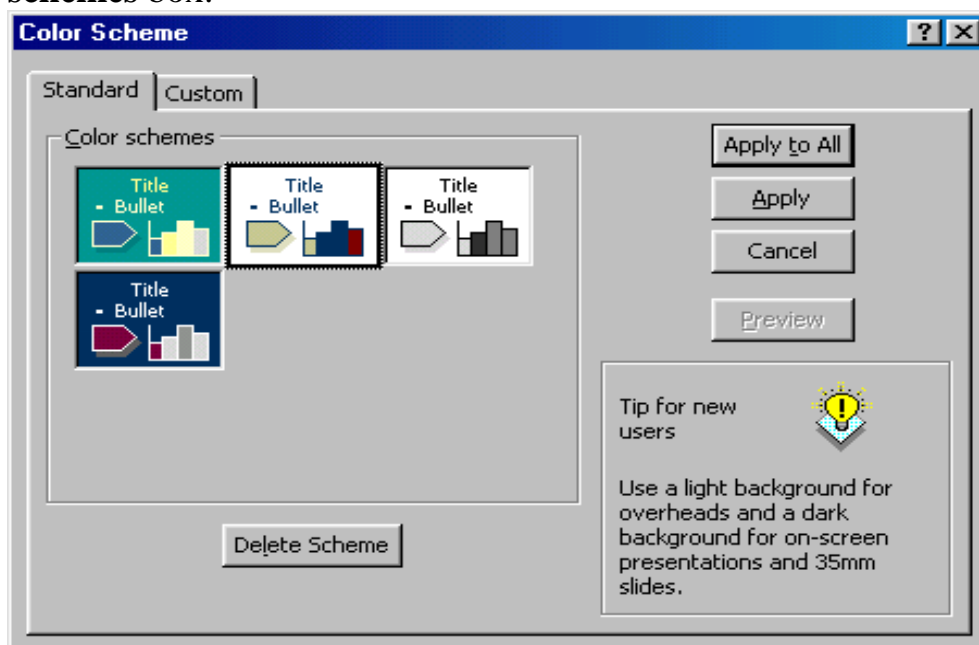 schemes box.
Color Scheme
Standard Custom
Color schemes
Title
- Bullet
Title
- Bullet
Title
- Bullet
Title
- Bullet
Apply to All
Apply
Cancel
Preview
Tip for new
users
Use a light background for
overheads and a dark
background for on-screen
presentations and 35mm
slides.
Delete Scheme